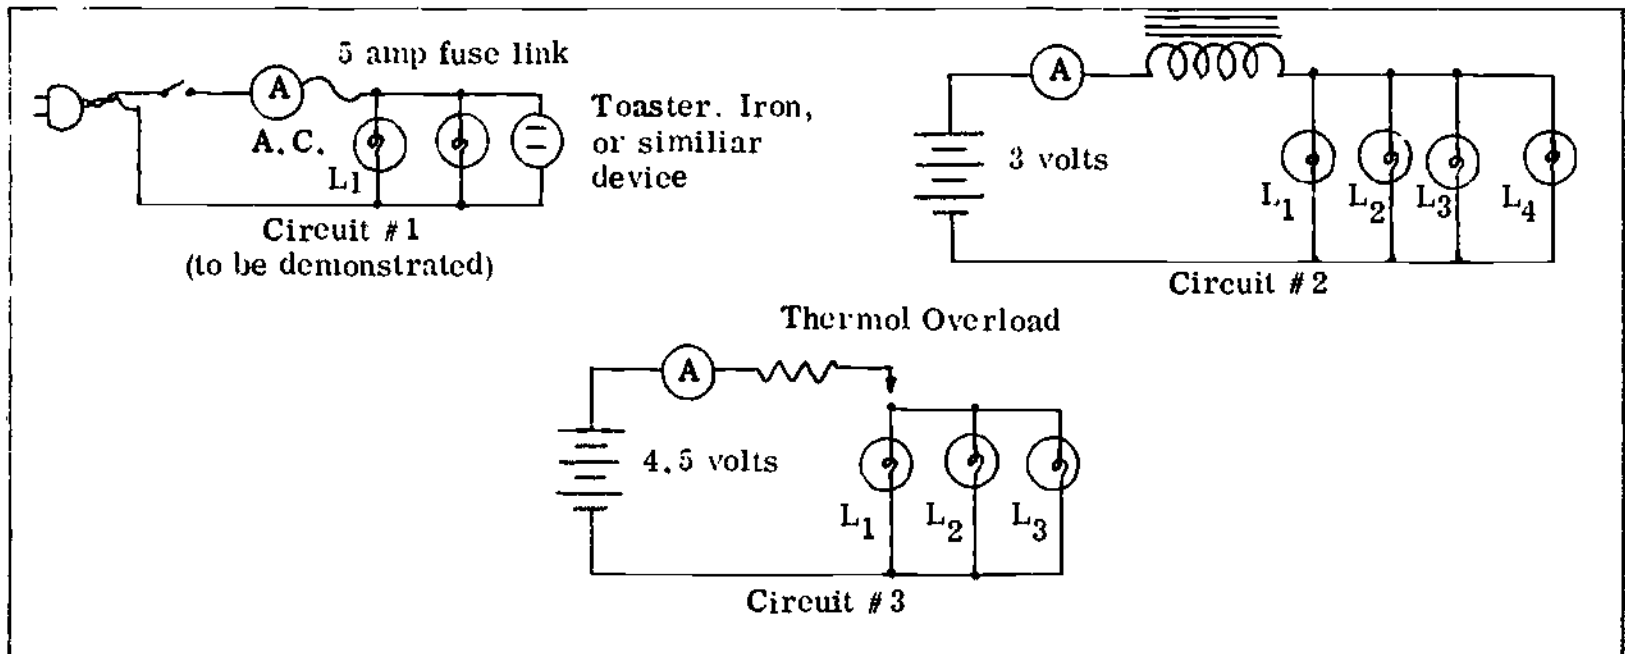 5 amp fuse link
A
A.C.
L1
Toaster. Iron,
or similiar
device
Circuit #1
(to be demonstrated)
A
3 volts
L1
L2
L3
L4
Circuit #2
Thermol Overload
A
4.5 volts
L1
L2
L3
Circuit #3